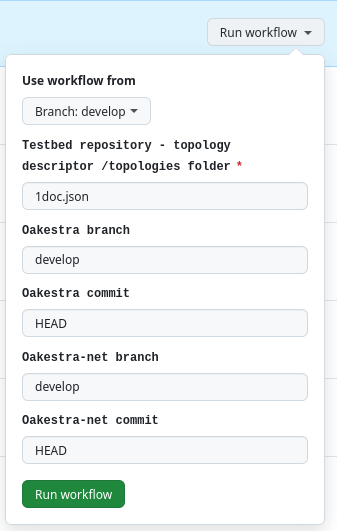 Run workflow
Use workflow from
Branch: develop
Testbed repository - topology
descriptor /topologies folder *
1doc.json
Oakestra branch
develop
Oakestra commit
HEAD
Oakestra-net branch
develop
Oakestra-net commit
HEAD
Run workflow